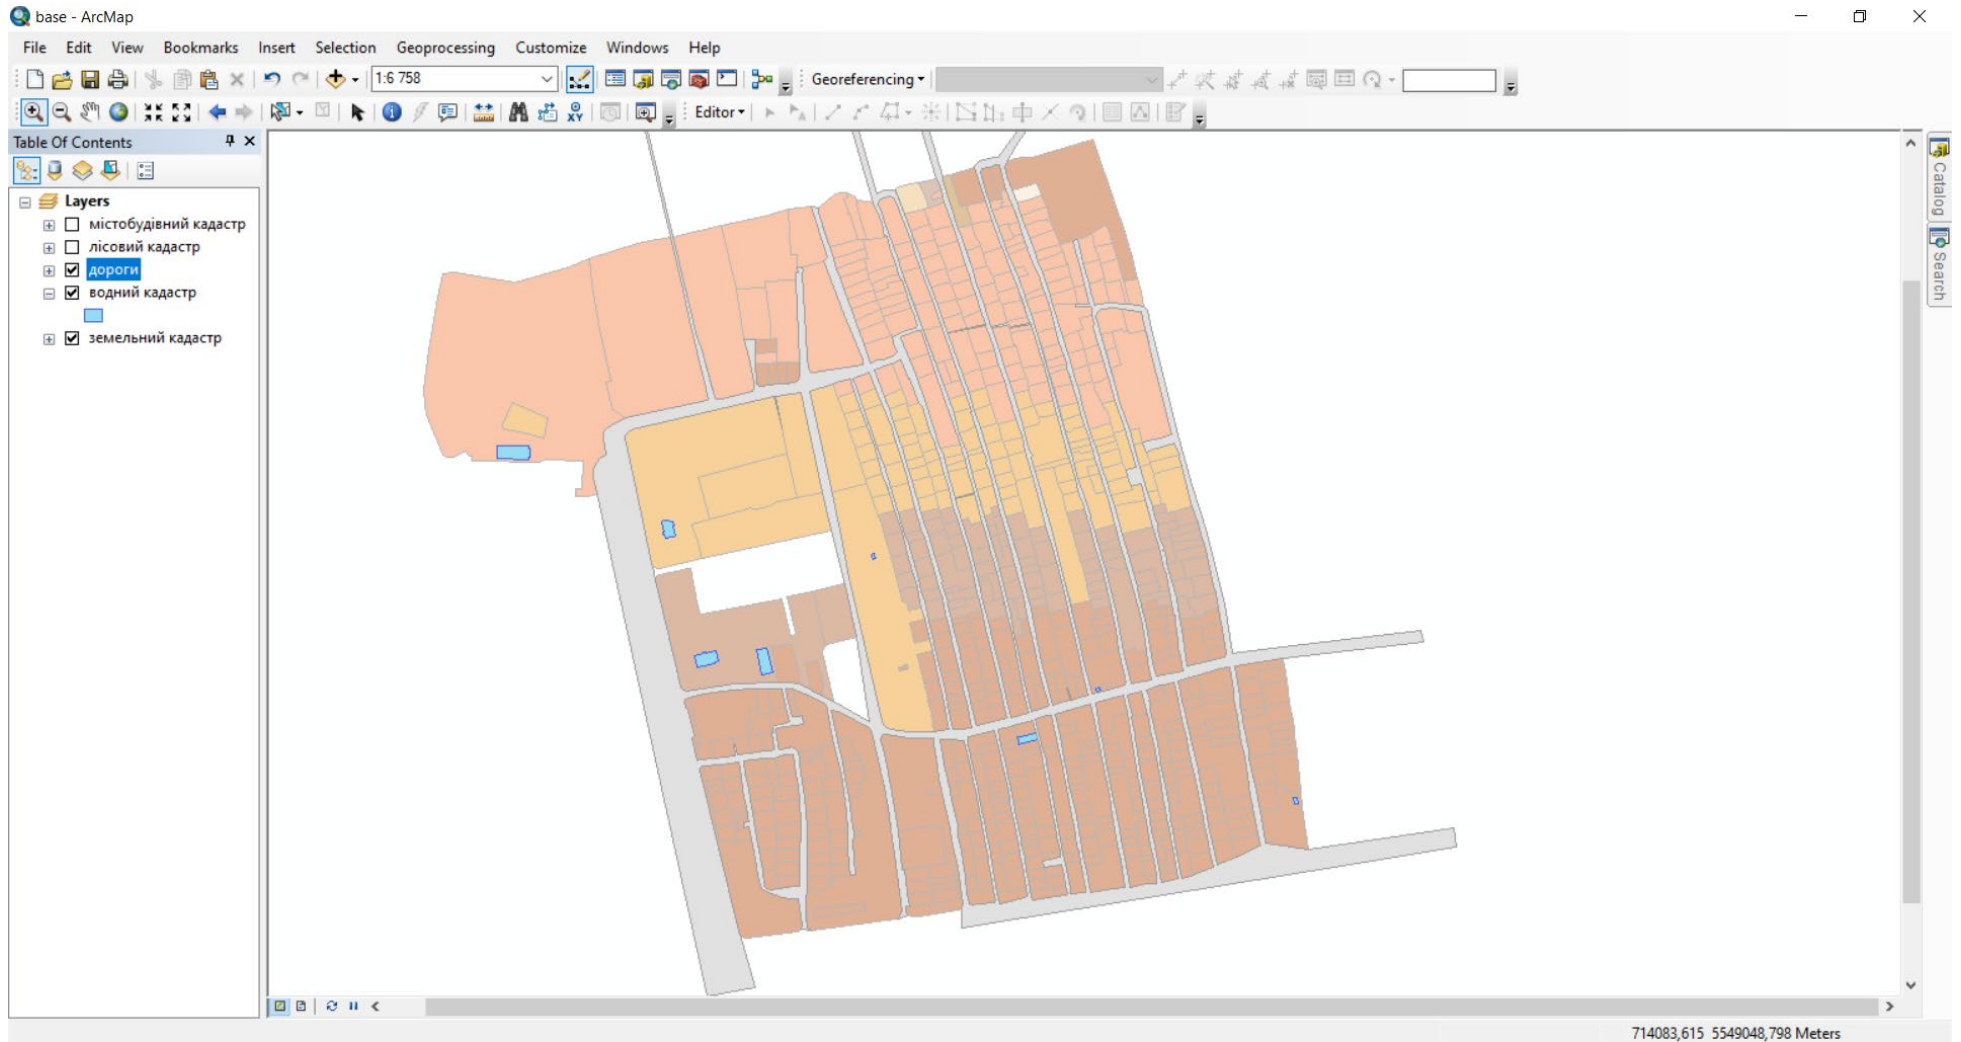 base - ArcMap
File Edit View Bookmarks Insert Selection Geoprocessing Customize Windows Help
1:6 758 Georeferencing
Editor
Table Of Contents
Layers
містобудівний кадастр
лісовий кадастр
дороги
водний кадастр
земельний кадастр
Catalog
Search
714083,615 5549048,798 Meters